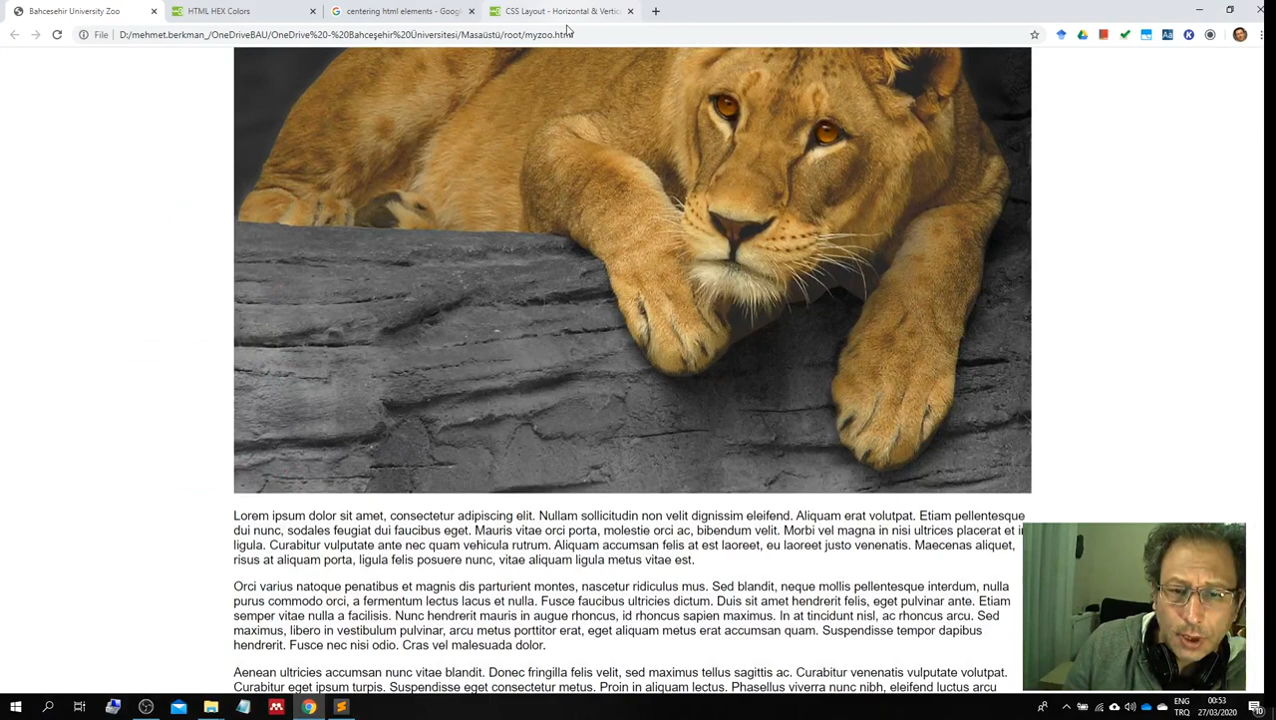 Bahcesehir University Zoo
HTML HEX Colors
centering html elements - Googl
CSS Layout - Horizontal & Vertic
File
D:/mehmet.berkman_/OneDriveBAU/OneDrive%20-%20Bahçeşehir%20Üniversitesi/Masaüstü/root/myzoo.html
Lorem ipsum dolor sit amet, consectetur adipiscing elit. Nullam sollicitudin non velit dignissim eleifend. Aliquam erat volutpat. Etiam pellentesque
dui nunc, sodales feugiat dui faucibus eget. Mauris vitae orci porta, molestie orci ac, bibendum velit. Morbi vel magna in nisi ultrices placerat et i
ligula. Curabitur vulputate ante nec quam vehicula rutrum. Aliquam accumsan felis at est laoreet, eu laoreet justo venenatis. Maecenas aliquet,
risus at aliquam porta, ligula felis posuere nunc, vitae aliquam ligula metus vitae est.
Orci varius natoque penatibus et magnis dis parturient montes, nascetur ridiculus mus. Sed blandit, neque mollis pellentesque interdum, nulla
purus commodo orci, a fermentum lectus lacus et nulla. Fusce faucibus ultricies dictum. Duis sit amet hendrerit felis, eget pulvinar ante. Etiam
semper vitae nulla a facilisis. Nunc hendrerit mauris in augue rhoncus, id rhoncus sapien maximus. In at tincidunt nisl, ac rhoncus arcu. Sed
maximus, libero in vestibulum pulvinar, arcu metus porttitor erat, eget aliquam metus erat accumsan quam. Suspendisse tempor dapibus
hendrerit. Fusce nec nisi odio. Cras vel malesuada dolor.
Aenean ultricies accumsan nunc vitae blandit. Donec fringilla felis velit, sed maximus tellus sagittis ac. Curabitur venenatis vulputate volutpat.
Curabitur eget ipsum turpis. Suspendisse eget consectetur metus. Proin in aliquam lectus. Phasellus viverra nunc nibh, eleifend luctus arcu
ENG
TRQ
00:53
27/03/2020